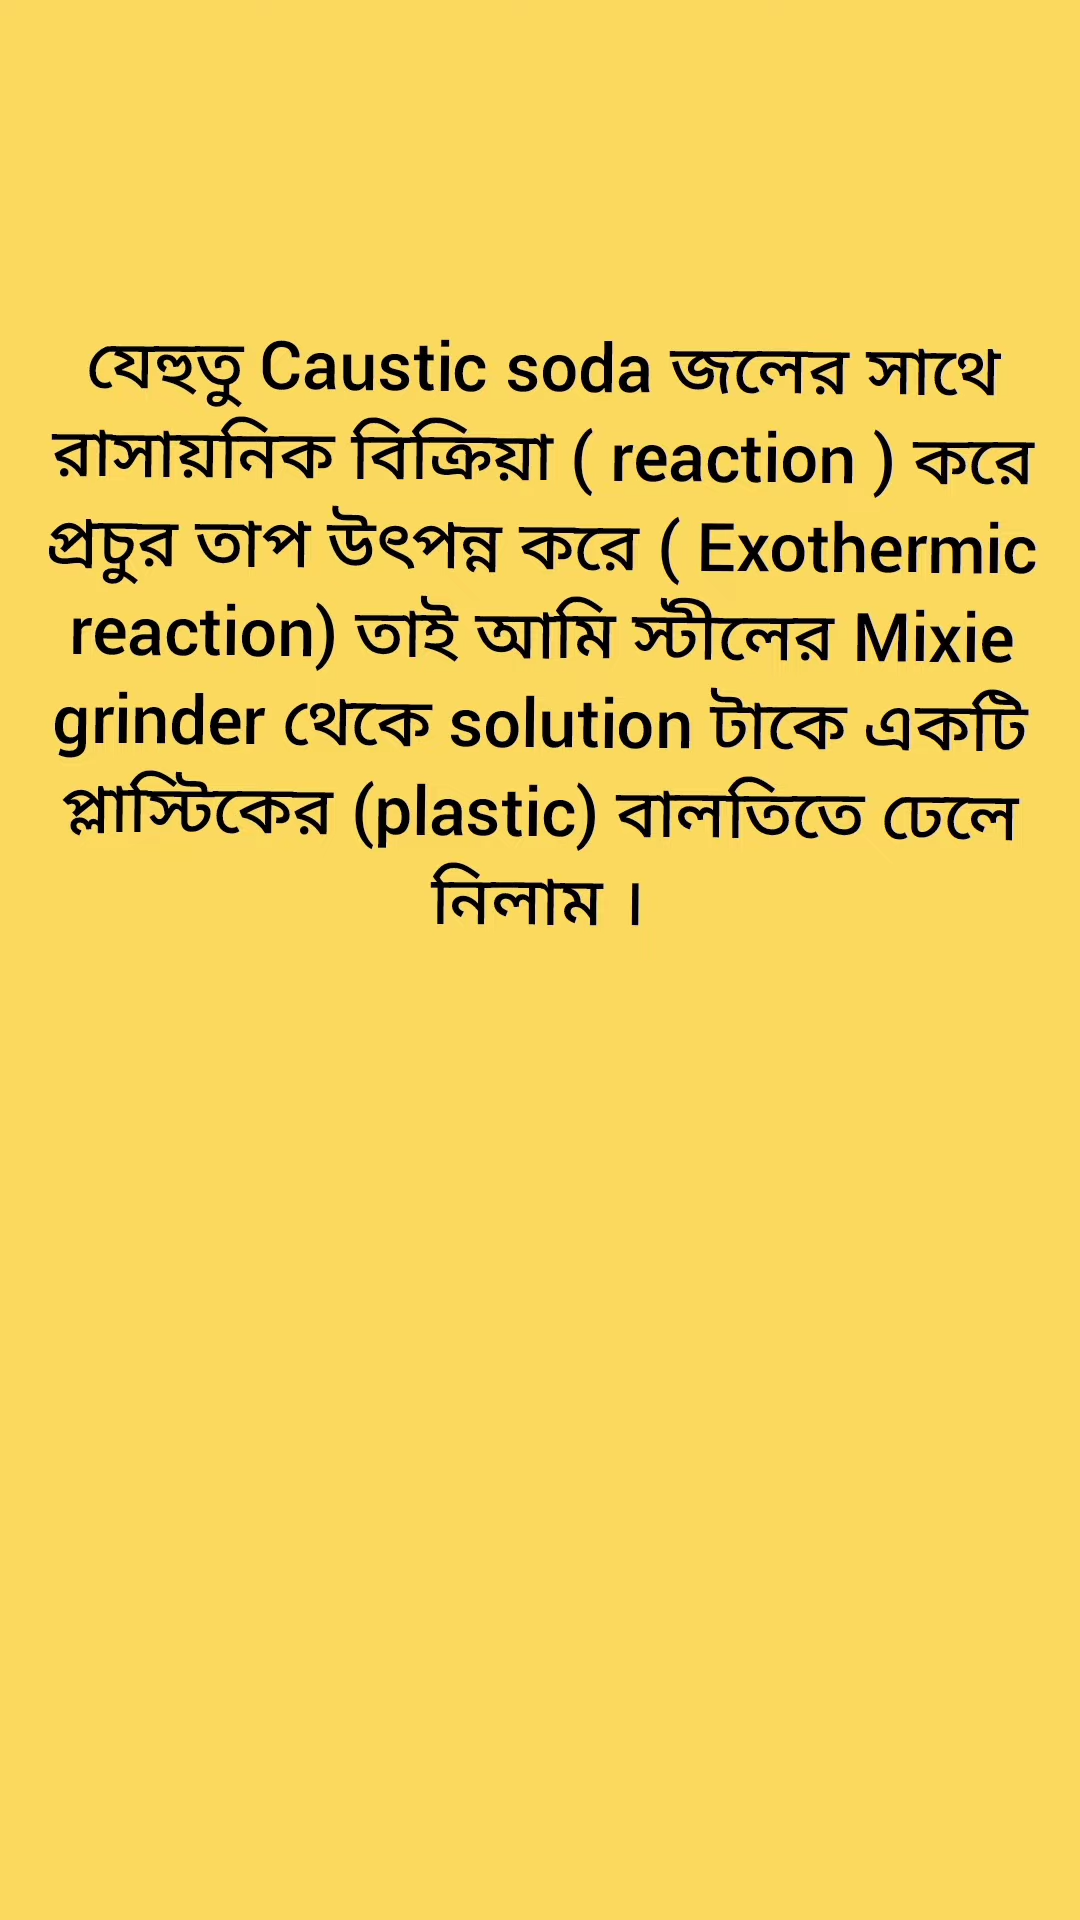 যেহুতু Caustic soda জলের সাথে
রাসায়নিক বিক্রিয়া ( reaction ) করে
প্রচুর তাপ উৎপন্ন করে ( Exothermic
reaction) তাই আমি স্টীলের Mixie
grinder থেকে solution টাকে একটি
প্লাস্টিকের (plastic) বালতিতে ঢেলে
নিলাম ।